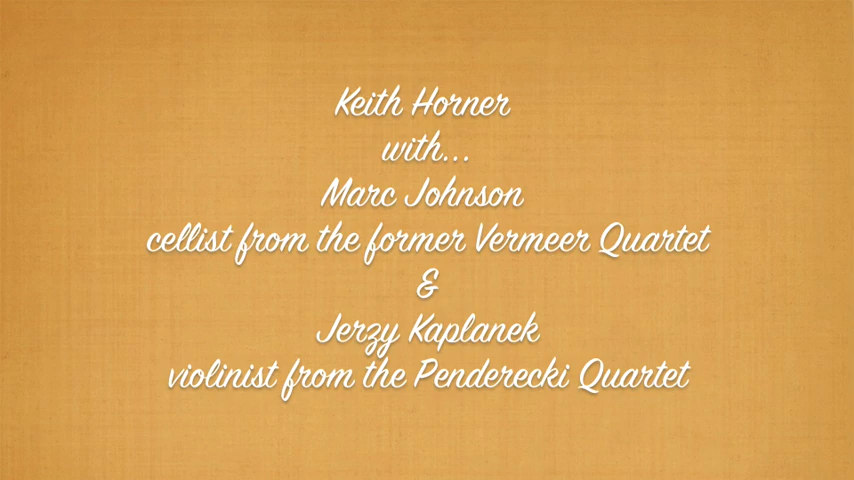 Keith Horner
with...
Marc Johnson
cellist from the former Vermeer Quartet
&
Jerzy Kaplanek
violinist from the Penderecki Quartet